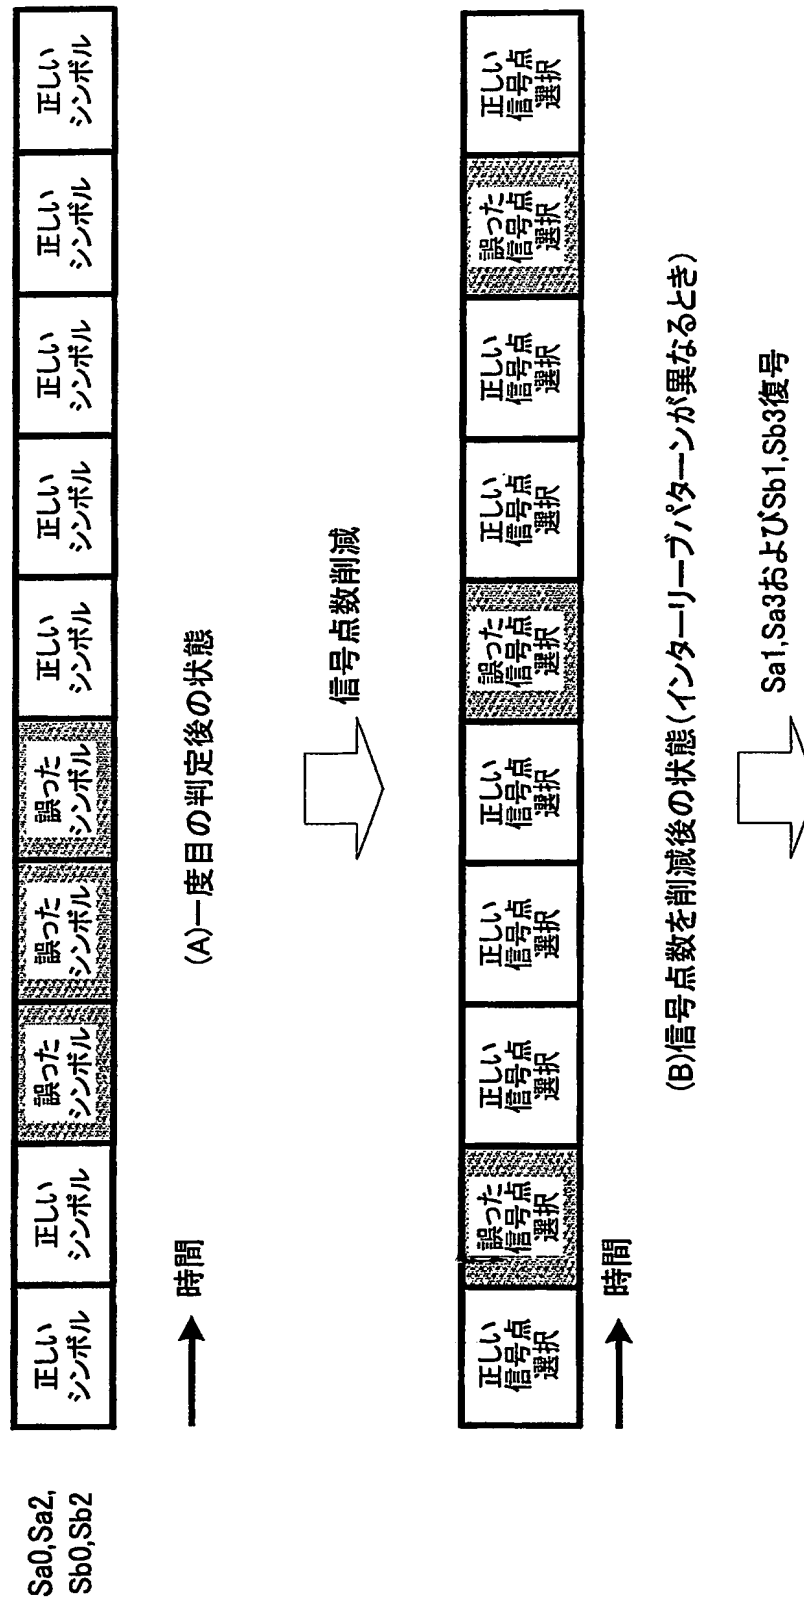 Sa0,Sa2,
Sb0,Sb2
正しい
シンボル
正しい
シンボル
誤った
シンボル
誤った
シンボル
誤った
シンボル
正しい
シンボル
正しい
シンボル
正しい
シンボル
正しい
シンボル
正しい
シンボル
時間
(A)一度目の判定後の状態
信号点数削減
正しい
信号点
選択
誤った
信号点
選択
正しい
信号点
選択
正しい
信号点
選択
正しい
信号点
選択
誤った
信号点
選択
正しい
信号点
選択
正しい
信号点
選択
誤った
信号点
選択
正しい
信号点
選択
時間
(B)信号点数を削減後の状態(インターリーブパターンが異なるとき)
Sa1,Sa3およびSb1,Sb3復号